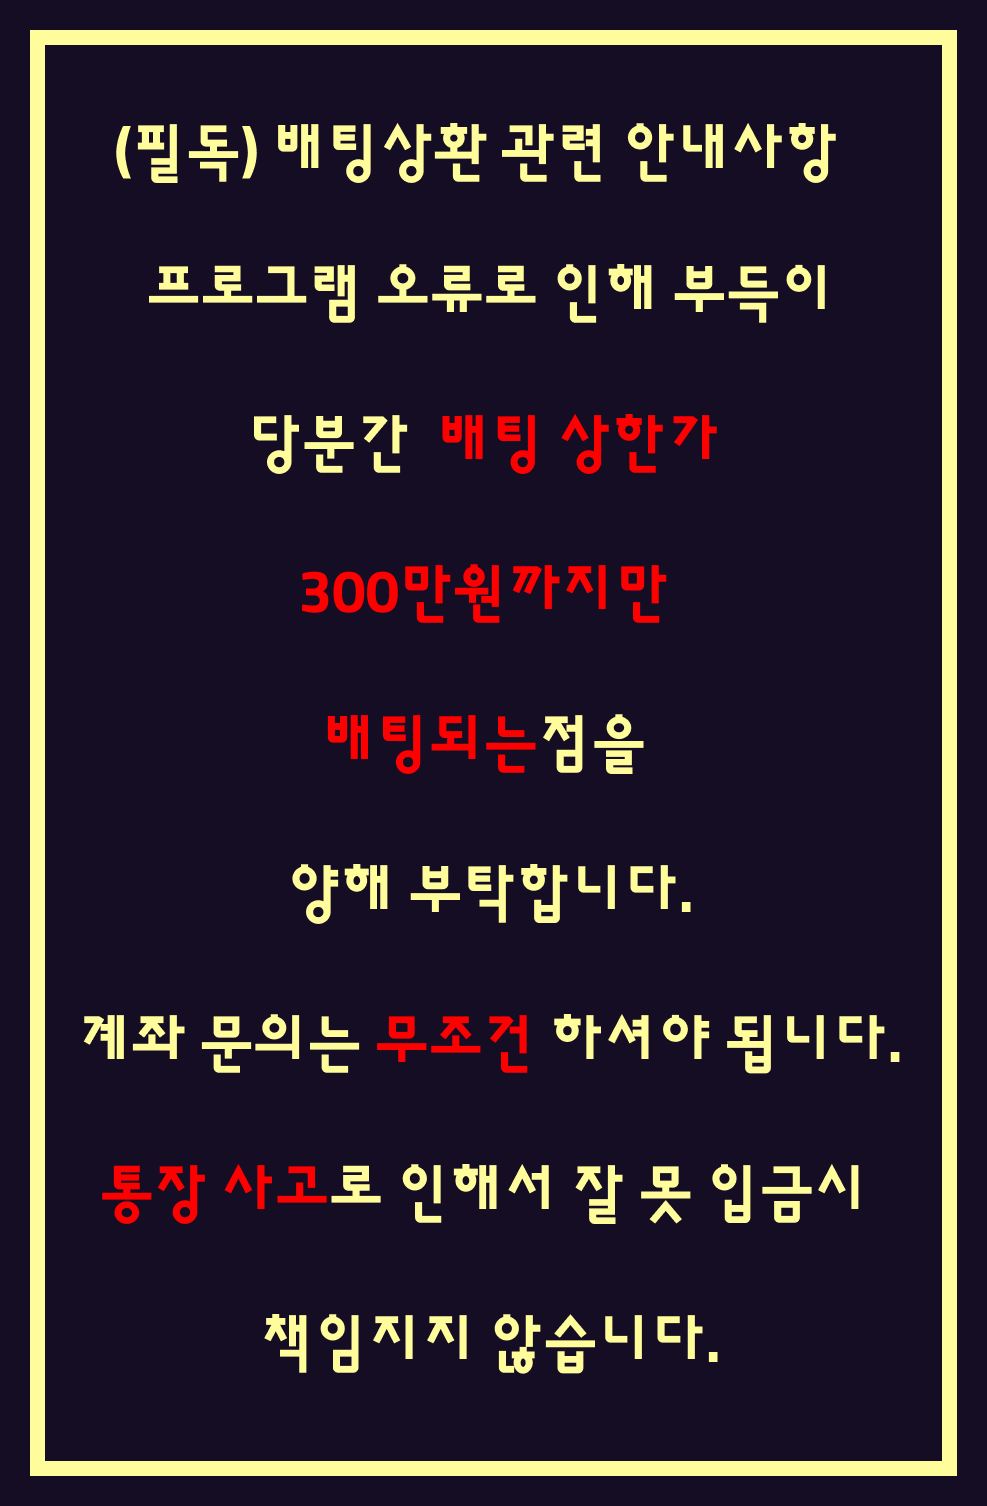 (필독) 배팅상환 관련 안내사항
프로그램 오류로 인해 부득이
당분간 배팅 상한가
300만원까지만
배팅되는점을
양해 부탁합니다.
계좌 문의는 무조건 하셔야 됩니다.
통장 사고로 인해서 잘 못 입금시
책임지지 않습니다.